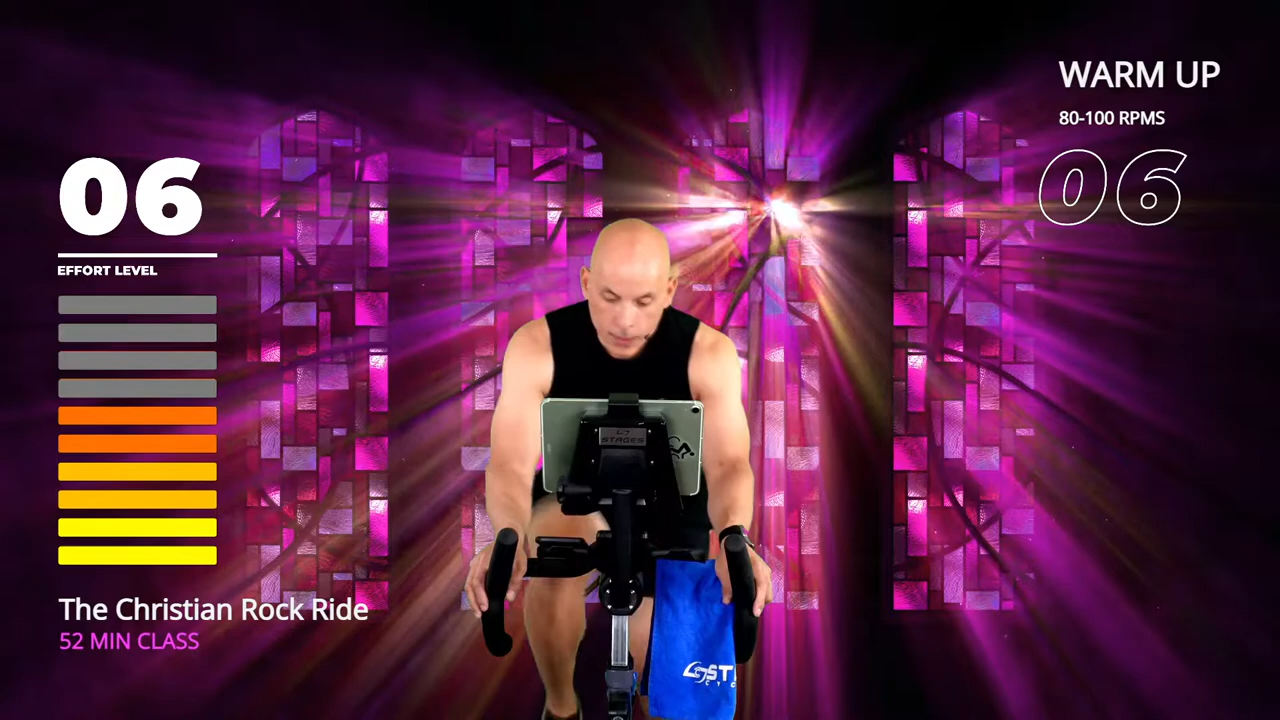 WARM UP
80-100 RPMS
06
06
EFFORT LEVEL
STAGES
The Christian Rock Ride
52 MIN CLASS